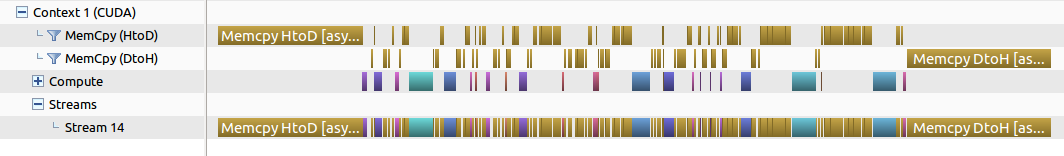 Context 1 (CUDA)
MemCpy (HtoD)
Memcpy HtoD [asy...
MemCpy (DtoH)
Memcpy DtoH [as...
Compute
Streams
Stream 14
Memcpy HtoD [asy...
Memcpy DtoH [as...